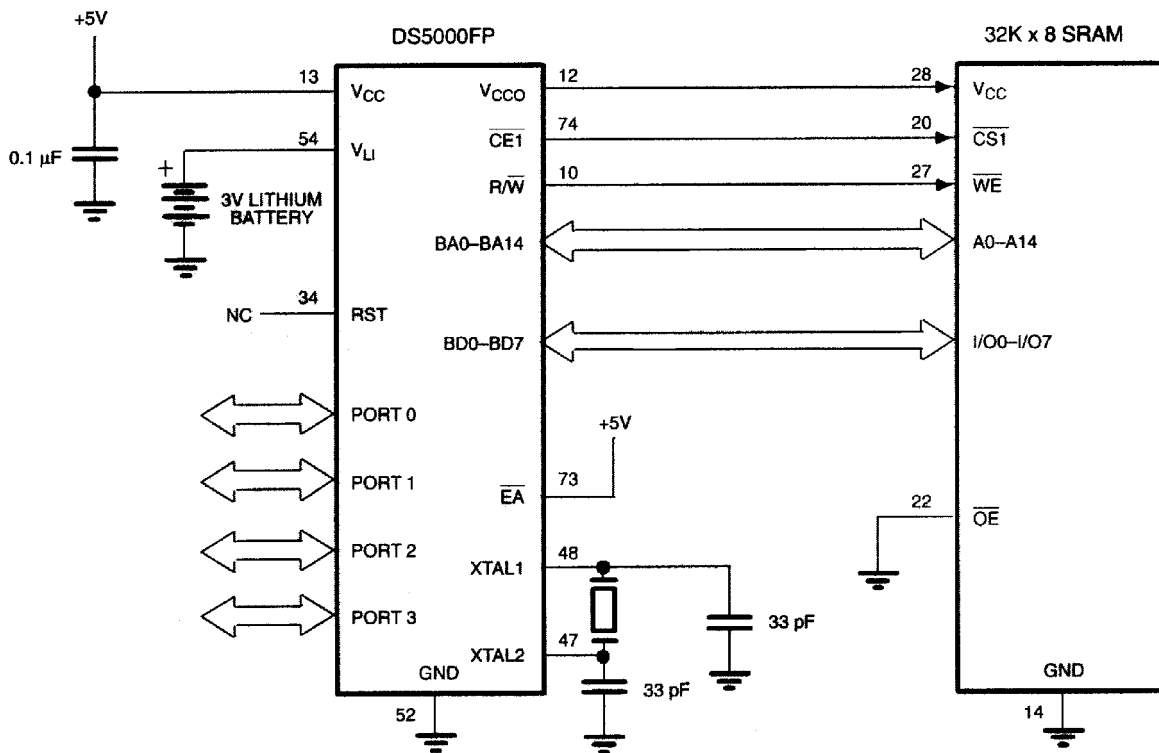 +5V
DS5000FP
32K x 8 SRAM
13
VCC
VCCO
12
28
VCC
54
VLI
CE1
74
20
CS1
0.1 µF
+
3V LITHIUM
BATTERY
R/W
10
27
WE
BA0–BA14
A0–A14
NC
34
RST
BD0–BD7
I/O0–I/O7
PORT 0
+5V
PORT 1
EA
73
22
OE
PORT 2
XTAL1
48
PORT 3
33 pF
XTAL2
47
33 pF
GND
52
GND
14